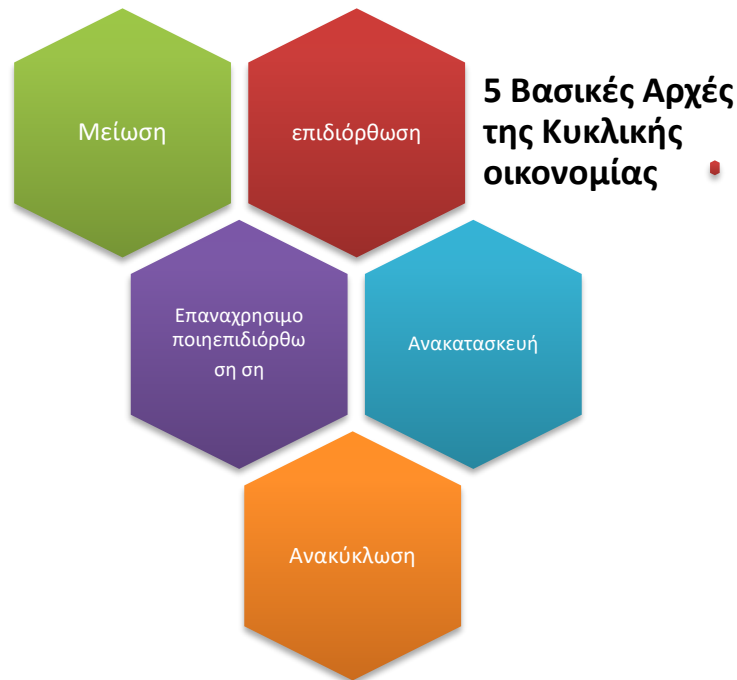 Μείωση
επιδιόρθωση
5 Βασικές Αρχές
της Κυκλικής
οικονομίας
Επαναχρησιμο
ποιηεπιδιόρθω
ση ση
Ανακατασκευή
Ανακύκλωση